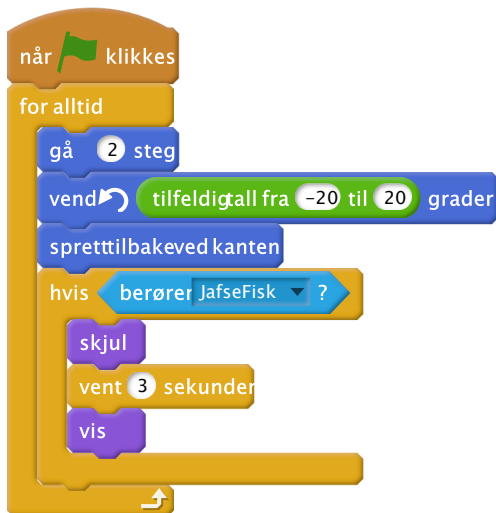 når klikkes
for alltid
gå 2 steg
vend tilfeldig tall fra -20 til 20 grader
sprett tilbake ved kanten
hvis berører JafseFisk ?
skjul
vent 3 sekunder
vis